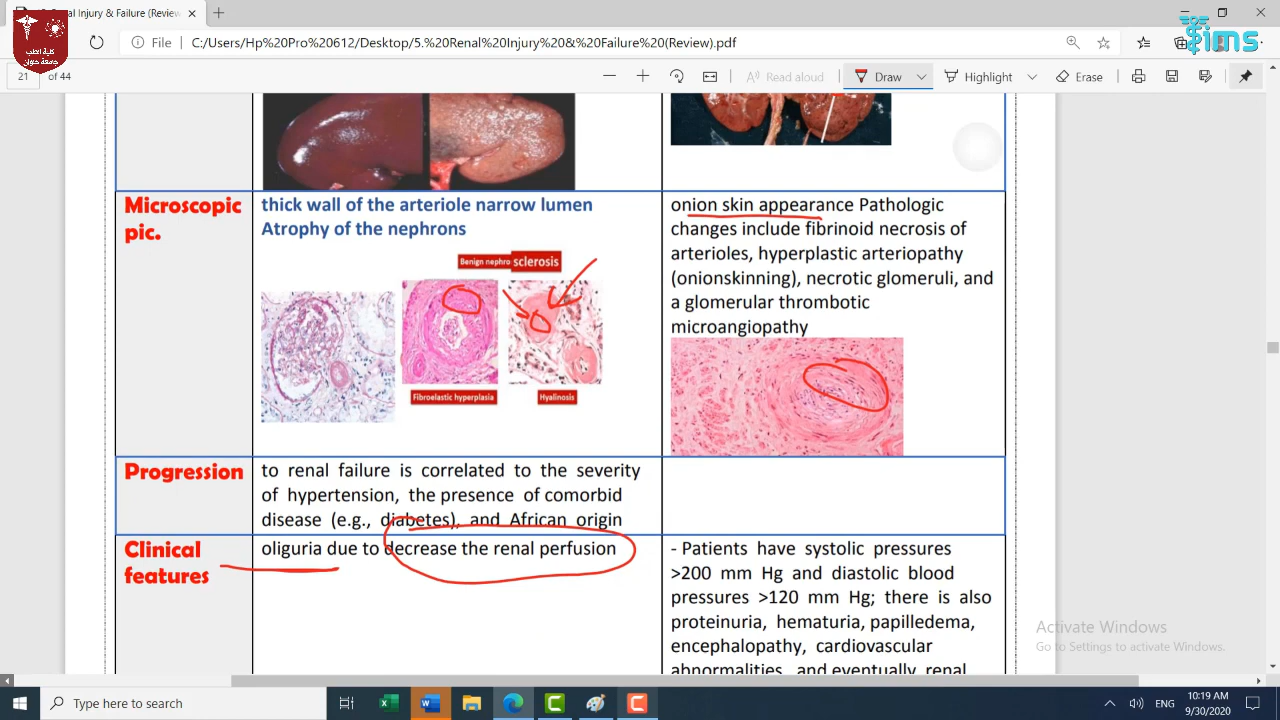 al Injury & Failure (Review
File
C:/Users/Hp%20Pro%20612/Desktop/5.%20Renal%20Injury%20&%20Failure%20(Review).pdf
21 of 44
Read aloud
Draw
Highlight
Erase
كلية الطب
جامعة حلوان
Sims
Microscopic
pic.
thick wall of the arteriole narrow lumen
Atrophy of the nephrons
Benign nephro sclerosis
Fibroelastic hyperplasia
Hyalinosis
onion skin appearance Pathologic
changes include fibrinoid necrosis of
arterioles, hyperplastic arteriopathy
(onionskinning), necrotic glomeruli, and
a glomerular thrombotic
microangiopathy
Progression
to renal failure is correlated to the severity
of hypertension, the presence of comorbid
disease (e.g., diabetes), and African origin
Clinical
features
oliguria due to decrease the renal perfusion
- Patients have systolic pressures
>200 mm Hg and diastolic blood
pressures >120 mm Hg; there is also
proteinuria, hematuria, papilledema,
encephalopathy, cardiovascular
abnormalities, and eventually renal
Activate Windows
Go to Settings to activate Windows.
Type here to search
ENG
10:19 AM
9/30/2020